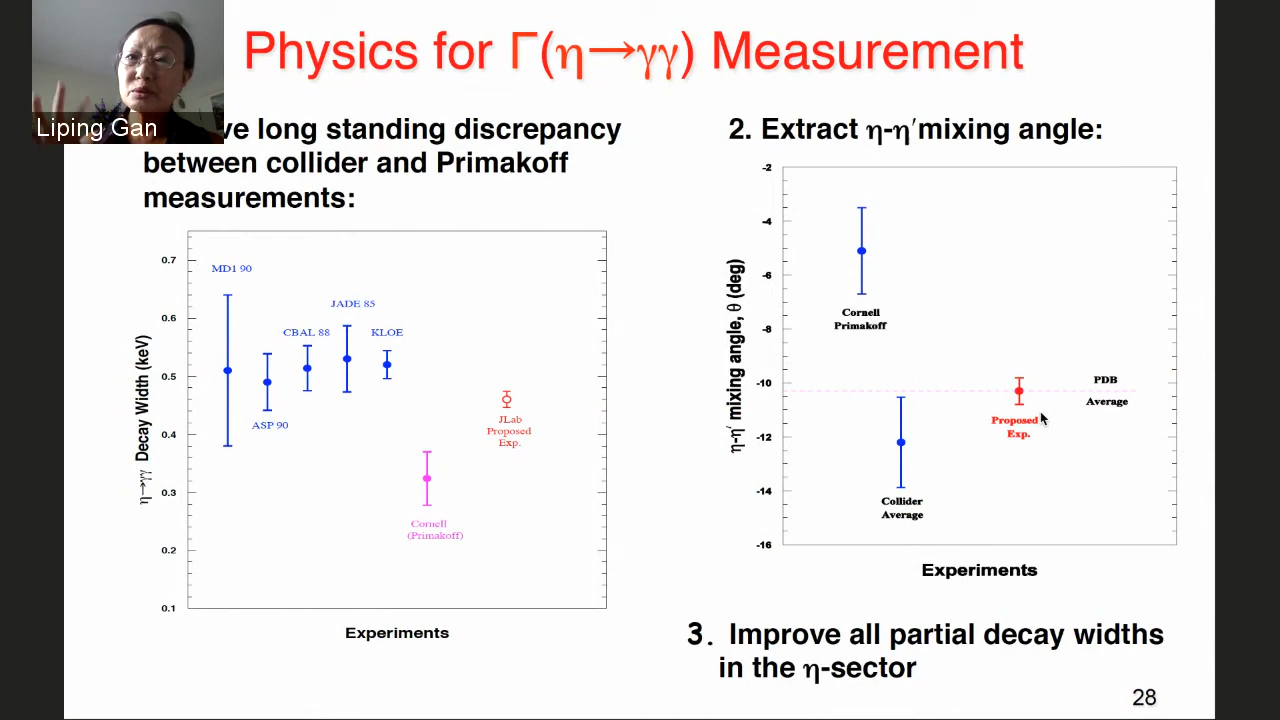 Physics for Γ(η→γγ) Measurement
Liping Gan
ve long standing discrepancy
between collider and Primakoff
measurements:
η→γγ Decay Width (keV)
0.7
0.6
0.5
0.4
0.3
0.2
0.1
MD1 90
ASP 90
CBAL 88
JADE 85
KLOE
Cornell
(Primakoff)
JLab
Proposed
Exp.
Experiments
2. Extract η-η′mixing angle:
η-η′ mixing angle, θ (deg)
-2
-4
-6
-8
-10
-12
-14
-16
Cornell
Primakoff
Collider
Average
Proposed
Exp.
PDB
Average
Experiments
3. Improve all partial decay widths
in the η-sector
28